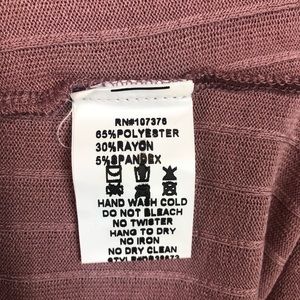 RN#107376
65%POLYESTER
30%RAYON
5%SPANDEX
HAND WASH COLD
DO NOT BLEACH
NO TWISTER
HANG TO DRY
NO IRON
NO DRY CLEAN